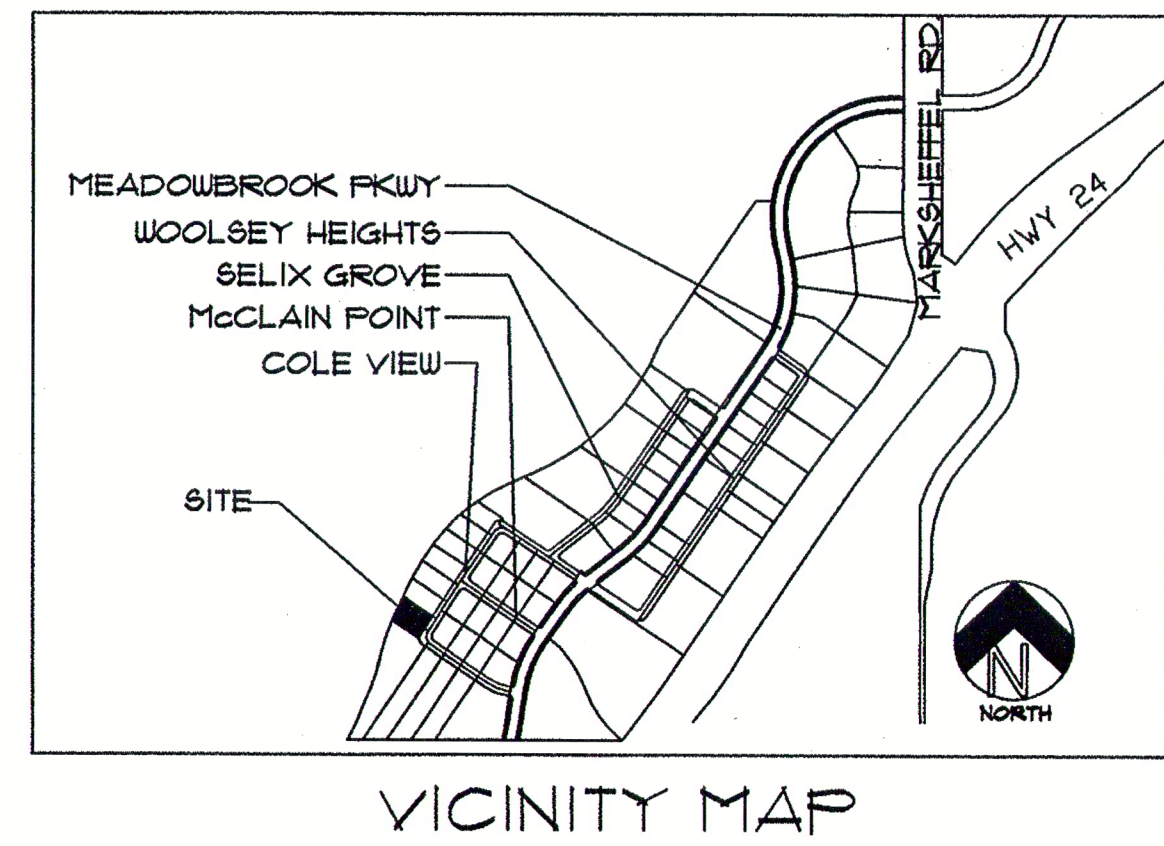 MARKSHEFFEL RD.
HWY 24
MEADOWBROOK PKWY
WOOLSEY HEIGHTS
SELIX GROVE
McCLAIN POINT
COLE VIEW
SITE
N
NORTH
VICINITY MAP